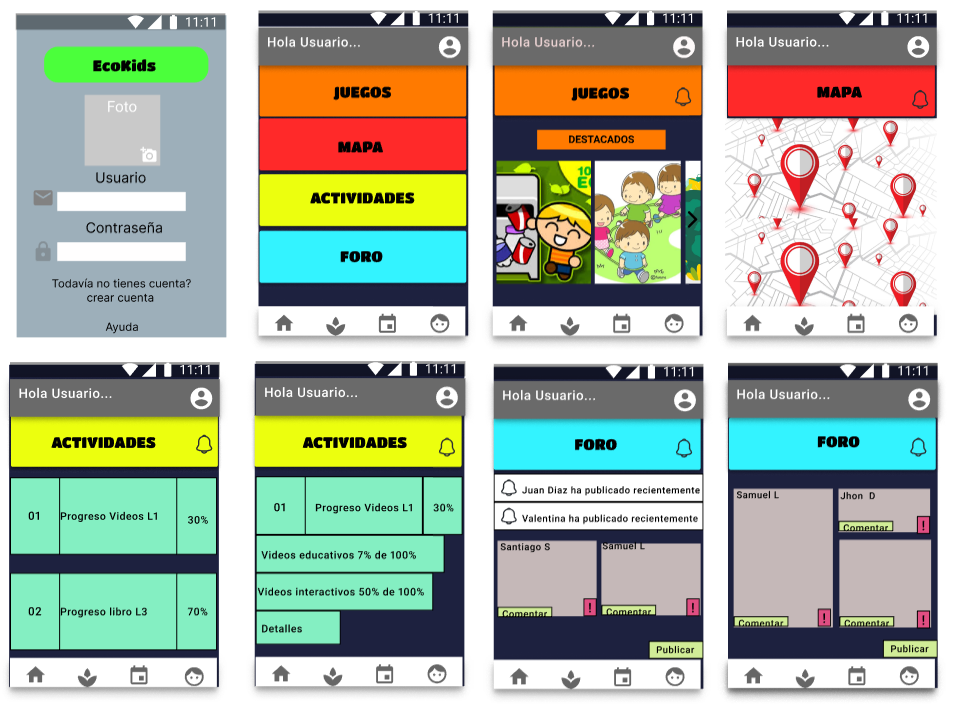 11:11
EcoKids
Foto
Usuario
Contraseña
Todavía no tienes cuenta?
crear cuenta
Ayuda
11:11
Hola Usuario...
JUEGOS
MAPA
ACTIVIDADES
FORO
11:11
Hola Usuario...
JUEGOS
DESTACADOS
11:11
Hola Usuario...
MAPA
11:11
Hola Usuario...
ACTIVIDADES
01 Progreso Videos L1 30%
02 Progreso libro L3 70%
11:11
Hola Usuario...
ACTIVIDADES
01 Progreso Videos L1 30%
Videos educativos 7% de 100%
Videos interactivos 50% de 100%
Detalles
11:11
Hola Usuario...
FORO
Juan Diaz ha publicado recientemente
Valentina ha publicado recientemente
Santiago S Samuel L
Comentar ! Comentar !
Publicar
11:11
Hola Usuario...
FORO
Samuel L Jhon D
Comentar !
Comentar ! Comentar !
Publicar